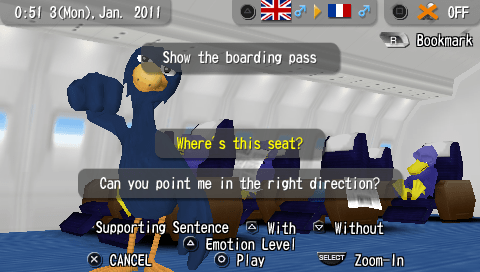 0:51 3(Mon), Jan. 2011
OFF
R Bookmark
Show the boarding pass
Where's this seat?
Can you point me in the right direction?
Supporting Sentence With Without
Emotion Level
CANCEL Play SELECT Zoom-In